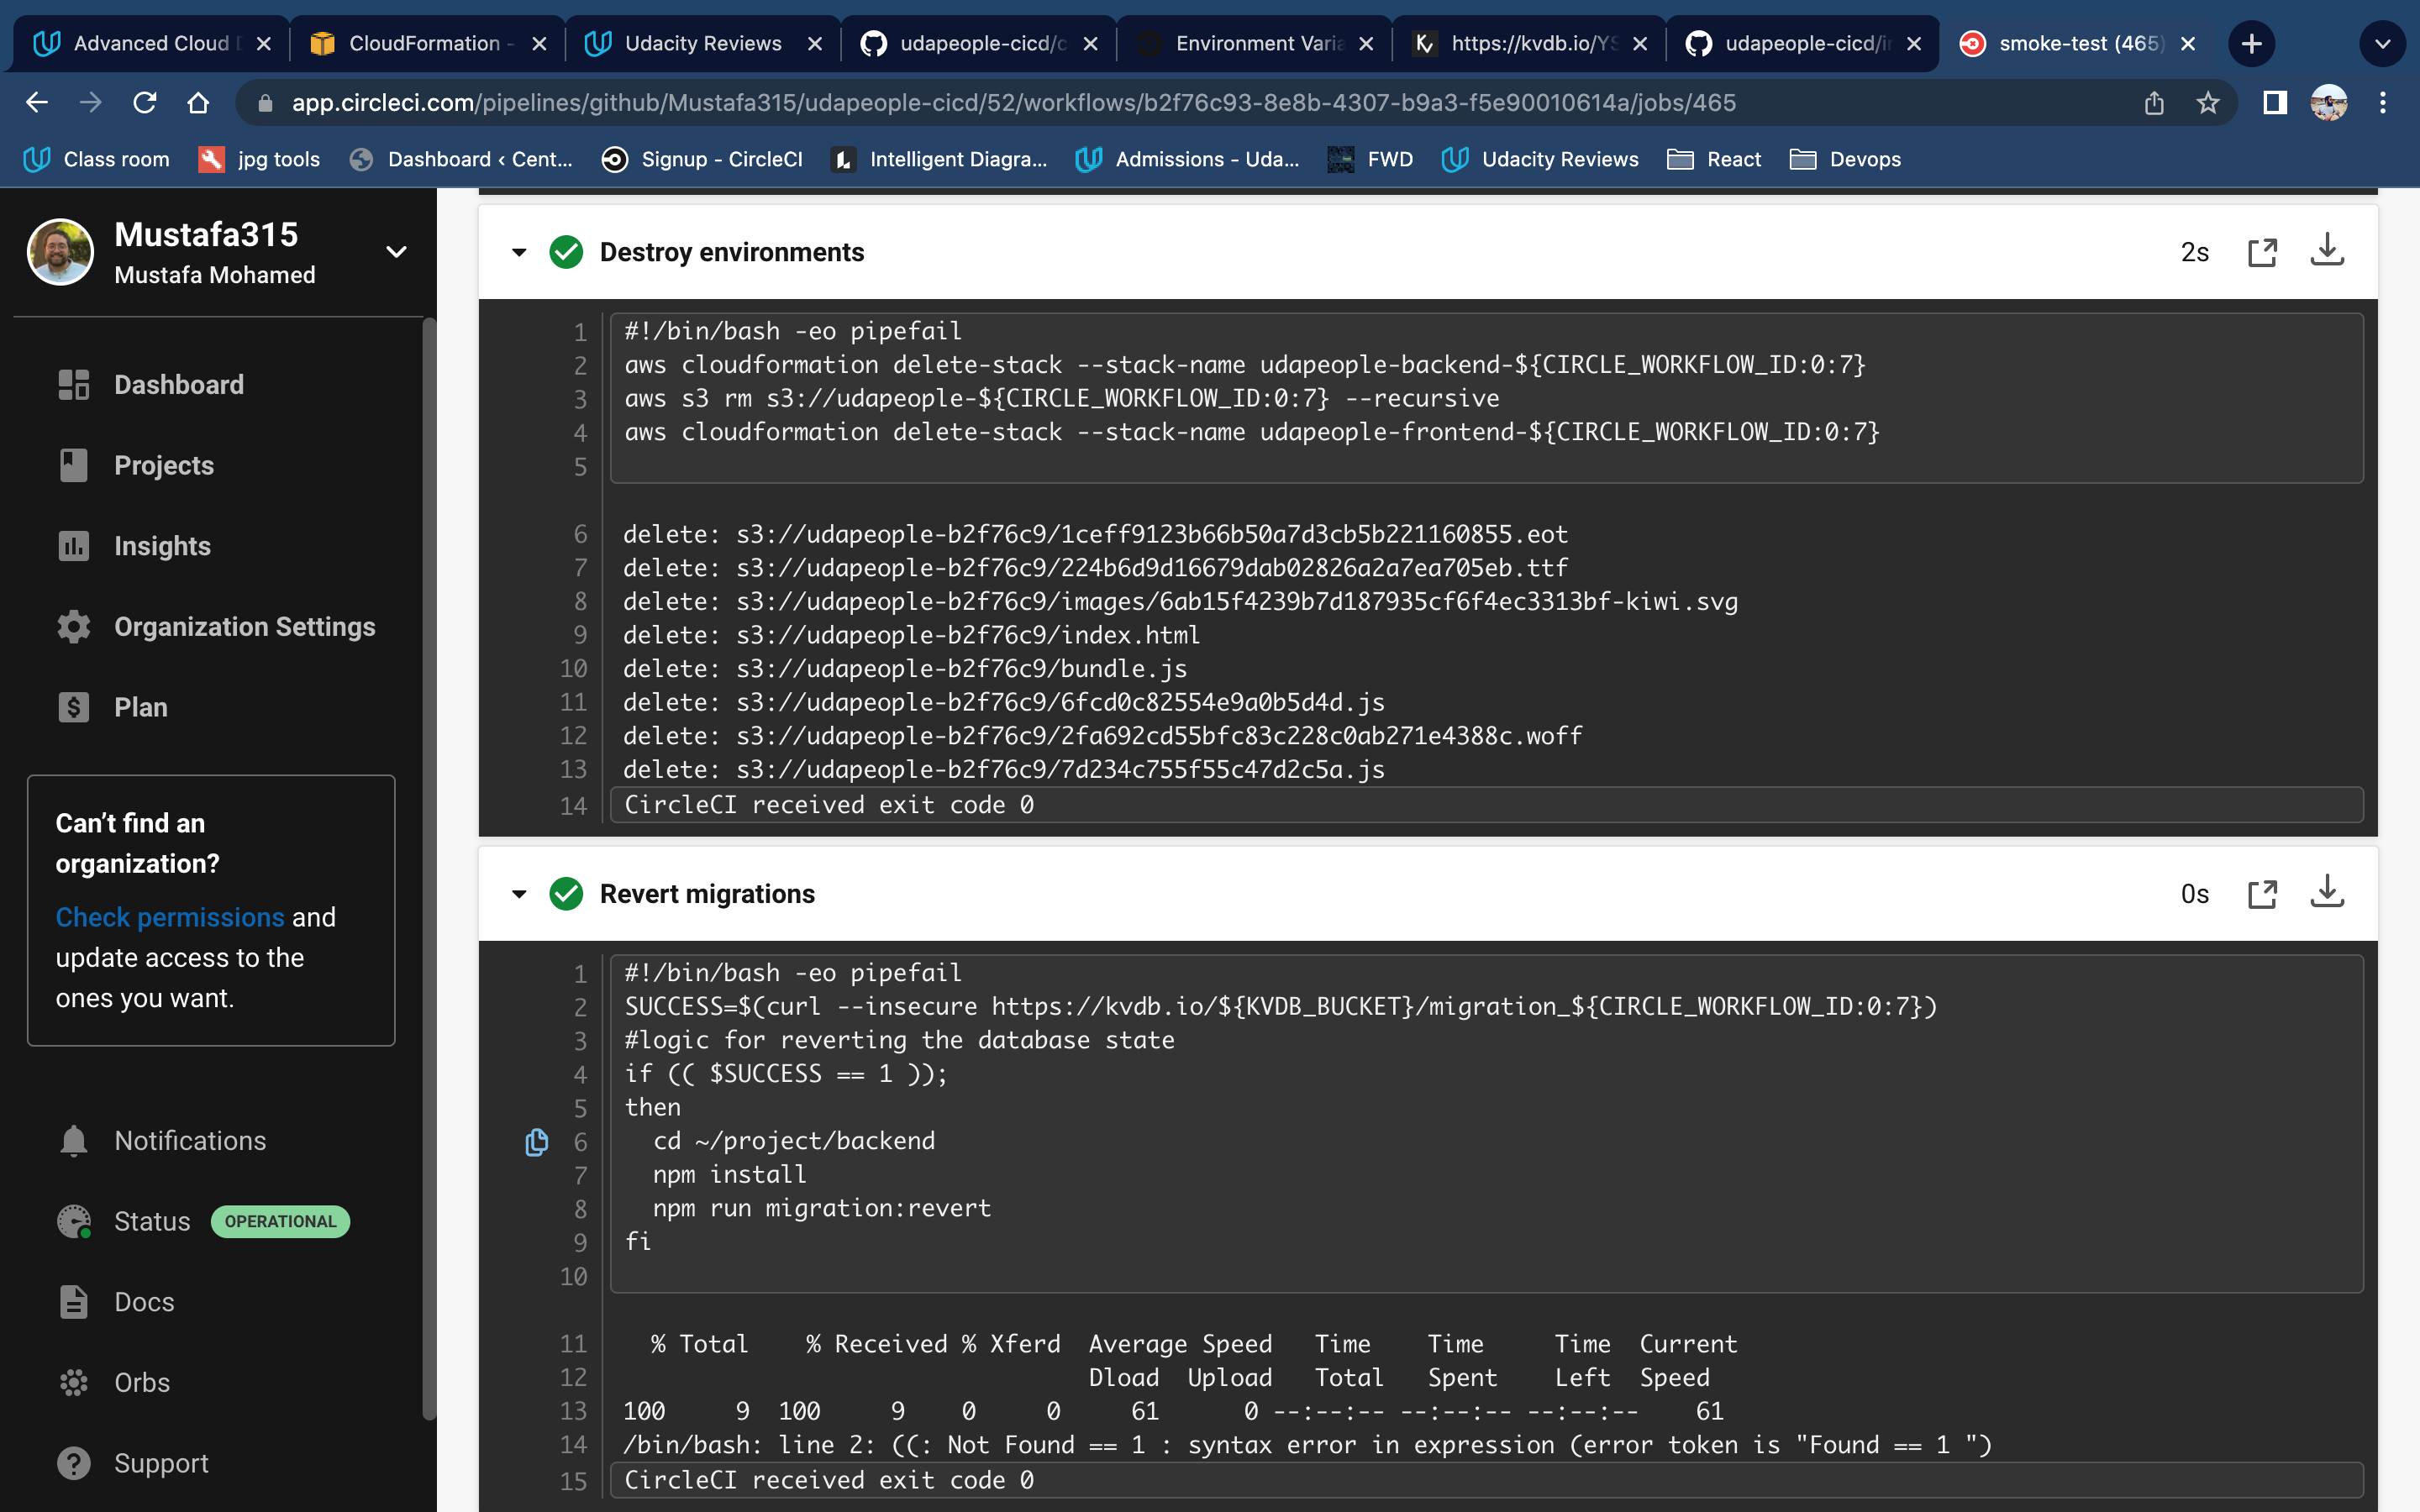 Advanced Cloud D
CloudFormation -
Udacity Reviews
udapeople-cicd/c
Environment Varia
https://kvdb.io/YS
udapeople-cicd/ir
smoke-test (465)
app.circleci.com/pipelines/github/Mustafa315/udapeople-cicd/52/workflows/b2f76c93-8e8b-4307-b9a3-f5e90010614a/jobs/465
Class room
jpg tools
Dashboard ‹ Cent...
Signup - CircleCI
Intelligent Diagra...
Admissions - Uda...
FWD
Udacity Reviews
React
Devops
Mustafa315
Mustafa Mohamed
Dashboard
Projects
Insights
Organization Settings
Plan
Can't find an
organization?
Check permissions and
update access to the
ones you want.
Notifications
Status OPERATIONAL
Docs
Orbs
Support
Destroy environments 2s
1 #!/bin/bash -eo pipefail
2 aws cloudformation delete-stack --stack-name udapeople-backend-${CIRCLE_WORKFLOW_ID:0:7}
3 aws s3 rm s3://udapeople-${CIRCLE_WORKFLOW_ID:0:7} --recursive
4 aws cloudformation delete-stack --stack-name udapeople-frontend-${CIRCLE_WORKFLOW_ID:0:7}
5
6 delete: s3://udapeople-b2f76c9/1ceff9123b66b50a7d3cb5b221160855.eot
7 delete: s3://udapeople-b2f76c9/224b6d9d16679dab02826a2a7ea705eb.ttf
8 delete: s3://udapeople-b2f76c9/images/6ab15f4239b7d187935cf6f4ec3313bf-kiwi.svg
9 delete: s3://udapeople-b2f76c9/index.html
10 delete: s3://udapeople-b2f76c9/bundle.js
11 delete: s3://udapeople-b2f76c9/6fcd0c82554e9a0b5d4d.js
12 delete: s3://udapeople-b2f76c9/2fa692cd55bfc83c228c0ab271e4388c.woff
13 delete: s3://udapeople-b2f76c9/7d234c755f55c47d2c5a.js
14 CircleCI received exit code 0
Revert migrations 0s
1 #!/bin/bash -eo pipefail
2 SUCCESS=$(curl --insecure https://kvdb.io/${KVDB_BUCKET}/migration_${CIRCLE_WORKFLOW_ID:0:7})
3 #logic for reverting the database state
4 if (( $SUCCESS == 1 ));
5 then
6 cd ~/project/backend
7 npm install
8 npm run migration:revert
9 fi
10
11 % Total % Received % Xferd Average Speed Time Time Time Current
12 Dload Upload Total Spent Left Speed
13 100 9 100 9 0 0 61 0 --:--:-- --:--:-- --:--:-- 61
14 /bin/bash: line 2: ((: Not Found == 1 : syntax error in expression (error token is "Found == 1 ")
15 CircleCI received exit code 0